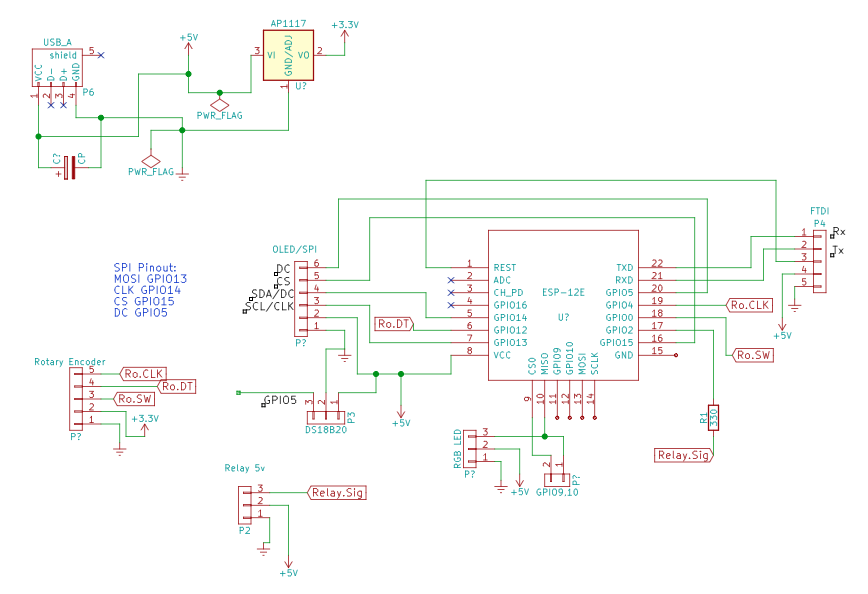 AP1117
+5V
+3.3V
USB_A
shield
5
VCC
D-
D+
GND
1
2
3
4
P6
3
VI
GND/ADJ
VO
2
1
U?
PWR_FLAG
C?
+
CP
PWR_FLAG
FTDI
P4
1
2
3
4
5
Rx
Tx
+5V
OLED/SPI
DC
CS
SDA/DC
SCL/CLK
6
5
4
3
2
1
P?
SPI Pinout:
MOSI GPIO13
CLK GPIO14
CS GPIO15
DC GPIO5
ESP-12E
U?
1
REST
2
ADC
3
CH_PD
4
GPIO16
5
GPIO14
6
GPIO12
7
GPIO13
8
VCC
TXD
22
RXD
21
GPIO5
20
GPIO4
19
GPIO0
18
GPIO2
17
GPIO15
16
GND
15
CS0
MISO
GPIO9
GPIO10
MOSI
SCLK
9
10
11
12
13
14
Ro.DT
Ro.CLK
Ro.SW
Rotary Encoder
5
4
3
2
1
Ro.CLK
Ro.DT
Ro.SW
+3.3V
P?
GPIO5
3
2
1
DS18B20
P3
+5V
R1
330
Relay.Sig
RGB LED
3
2
1
P?
+5V
2
1
P?
GPIO9.10
Relay 5v
3
2
1
P2
Relay.Sig
+5V